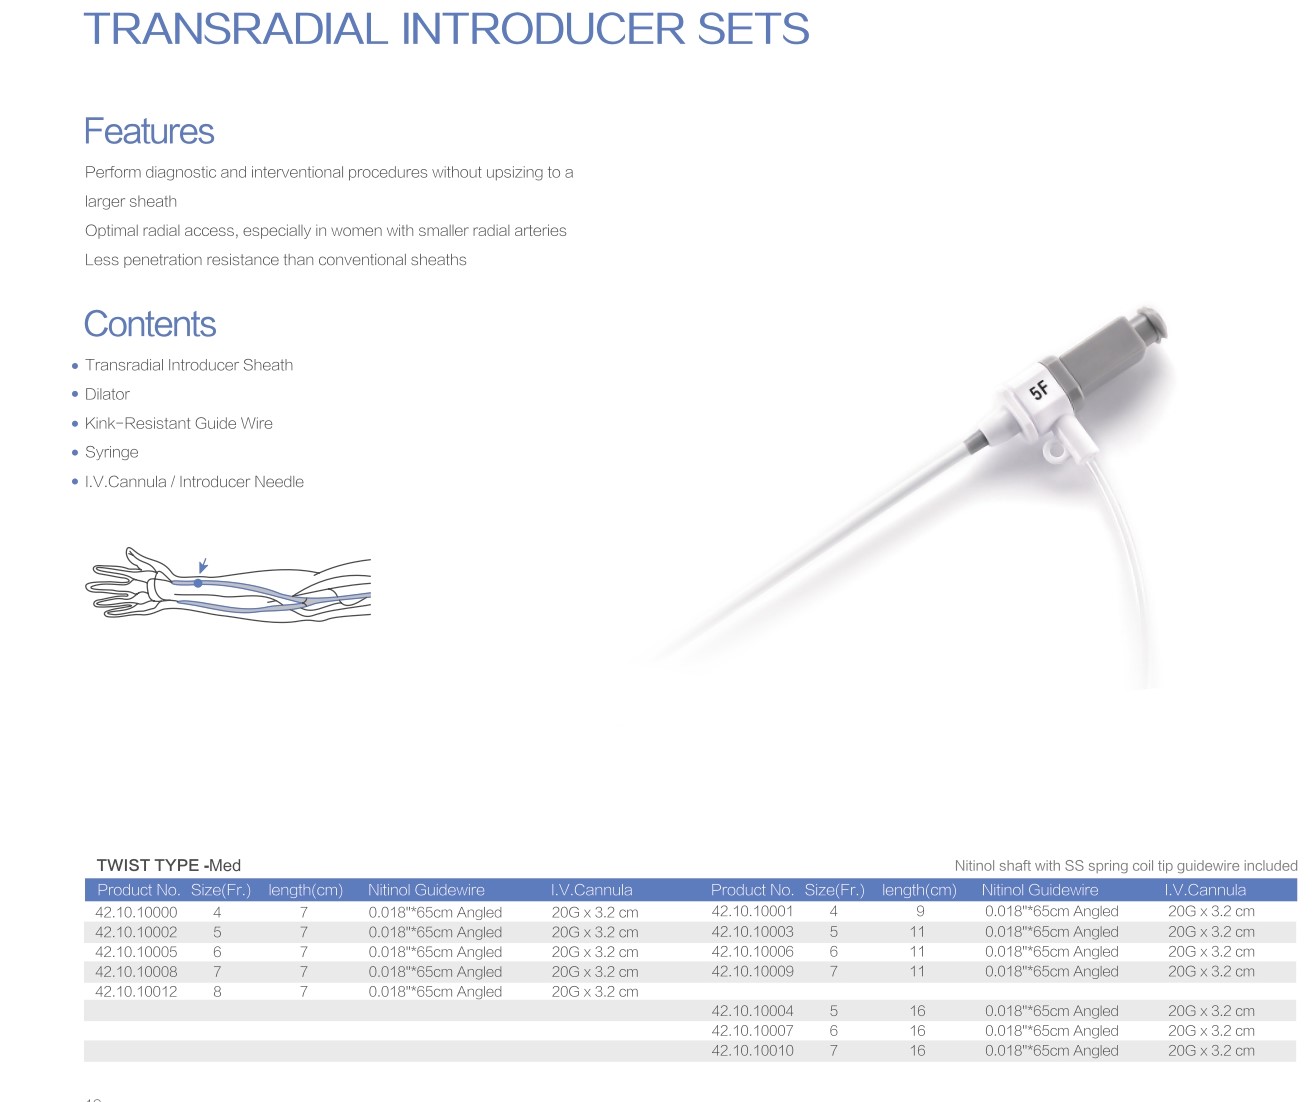 TRANSRADIAL INTRODUCER SETS
Features
Perform diagnostic and interventional procedures without upsizing to a
larger sheath
Optimal radial access, especially in women with smaller radial arteries
Less penetration resistance than conventional sheaths
Contents
• Transradial Introducer Sheath
• Dilator
• Kink-Resistant Guide Wire
• Syringe
• I.V.Cannula / Introducer Needle
5F
TWIST TYPE -Med
Nitinol shaft with SS spring coil tip guidewire included
Product No. Size(Fr.) length(cm) Nitinol Guidewire I.V.Cannula Product No. Size(Fr.) length(cm) Nitinol Guidewire I.V.Cannula
42.10.10000 4 7 0.018"*65cm Angled 20G x 3.2 cm 42.10.10001 4 9 0.018"*65cm Angled 20G x 3.2 cm
42.10.10002 5 7 0.018"*65cm Angled 20G x 3.2 cm 42.10.10003 5 11 0.018"*65cm Angled 20G x 3.2 cm
42.10.10005 6 7 0.018"*65cm Angled 20G x 3.2 cm 42.10.10006 6 11 0.018"*65cm Angled 20G x 3.2 cm
42.10.10008 7 7 0.018"*65cm Angled 20G x 3.2 cm 42.10.10009 7 11 0.018"*65cm Angled 20G x 3.2 cm
42.10.10012 8 7 0.018"*65cm Angled 20G x 3.2 cm
42.10.10004 5 16 0.018"*65cm Angled 20G x 3.2 cm
42.10.10007 6 16 0.018"*65cm Angled 20G x 3.2 cm
42.10.10010 7 16 0.018"*65cm Angled 20G x 3.2 cm